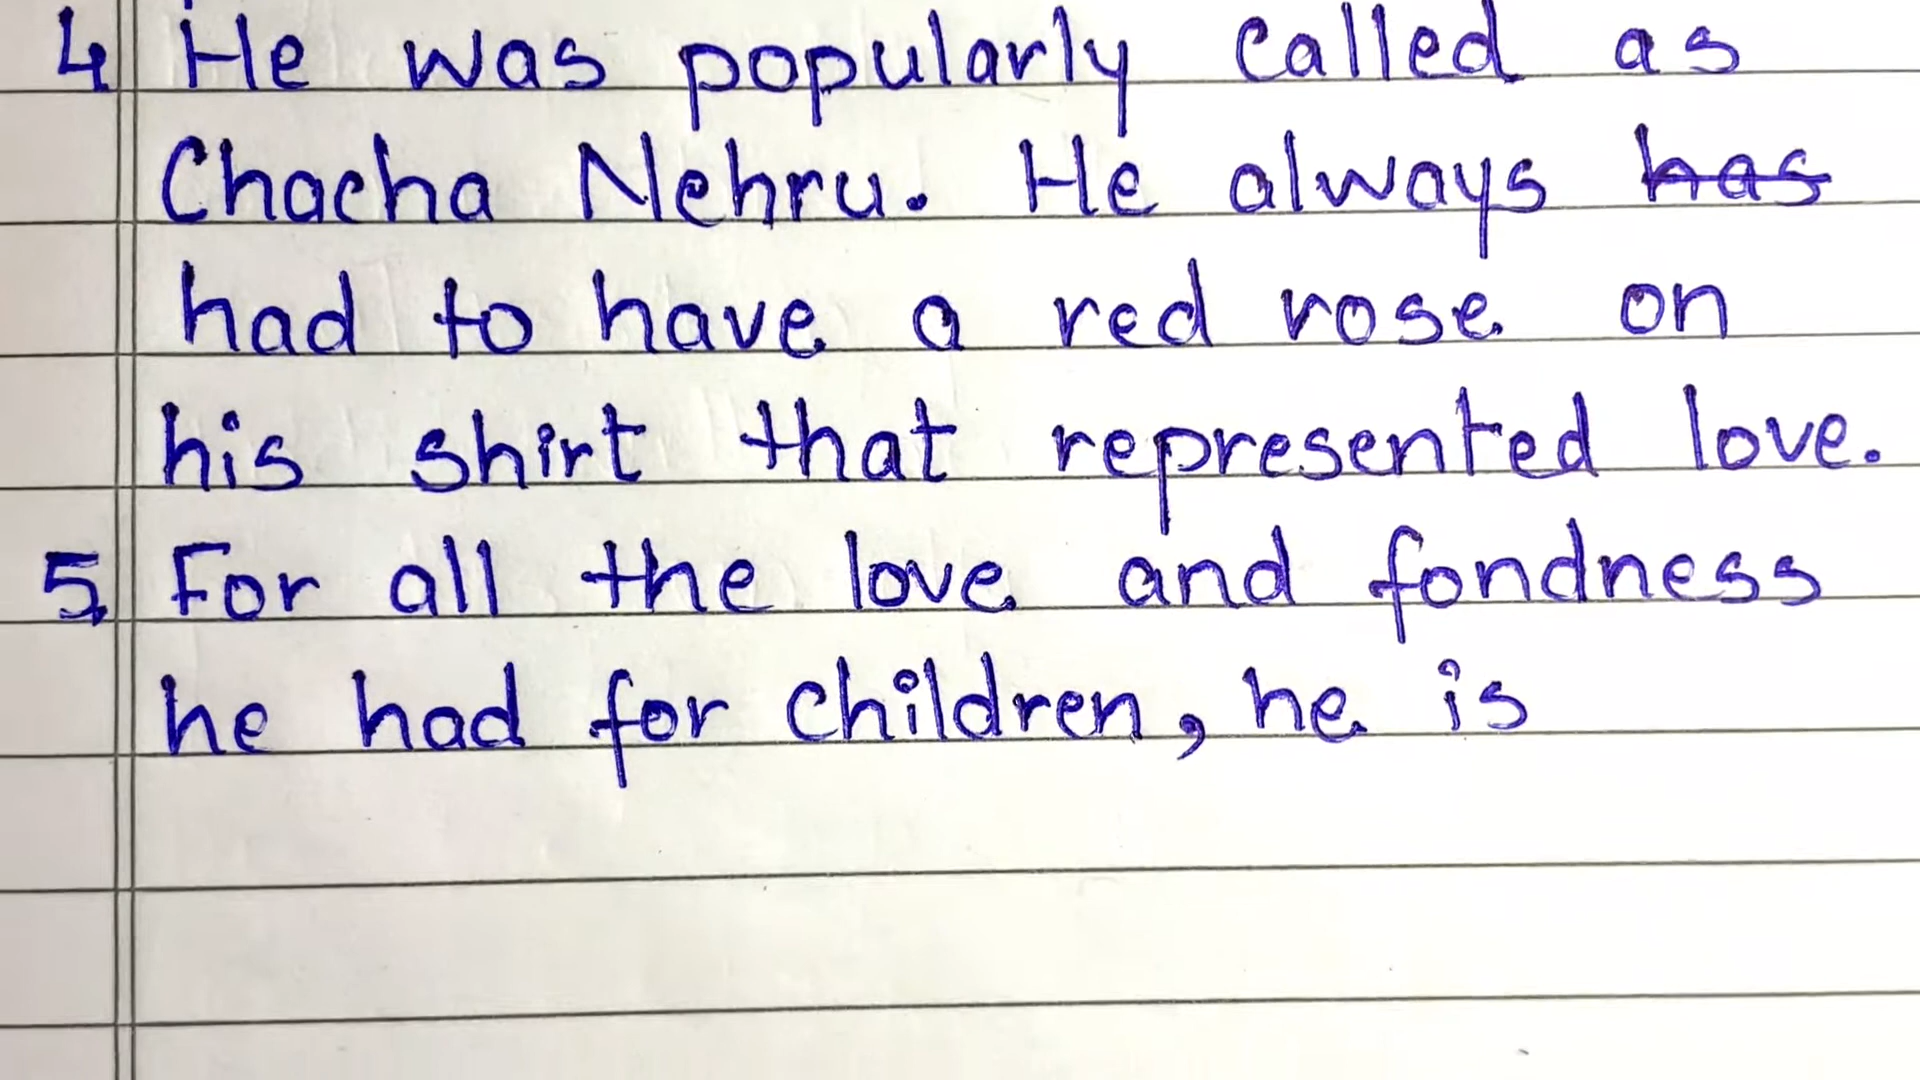 4 He was popularly called as
Chacha Nehru. He always has
had to have a red rose on
his shirt that represented love.
5. For all the love and fondness
he had for children, he is